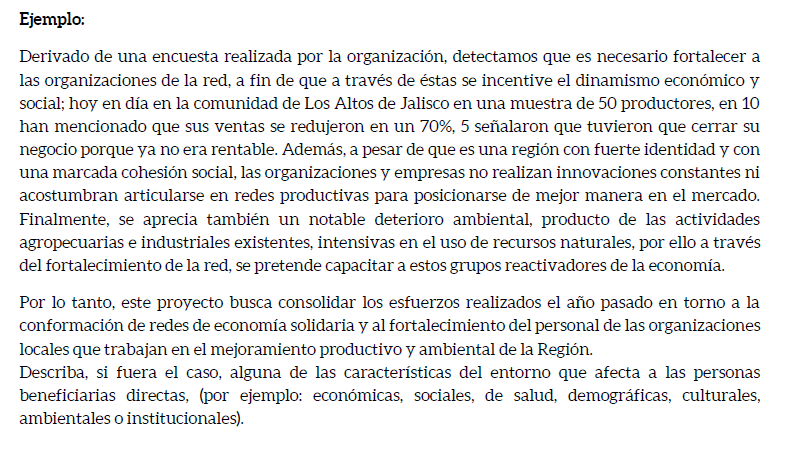 Ejemplo:
Derivado de una encuesta realizada por la organización, detectamos que es necesario fortalecer a
las organizaciones de la red, a fin de que a través de éstas se incentive el dinamismo económico y
social; hoy en día en la comunidad de Los Altos de Jalisco en una muestra de 50 productores, en 10
han mencionado que sus ventas se redujeron en un 70%, 5 señalaron que tuvieron que cerrar su
negocio porque ya no era rentable. Además, a pesar de que es una región con fuerte identidad y con
una marcada cohesión social, las organizaciones y empresas no realizan innovaciones constantes ni
acostumbran articularse en redes productivas para posicionarse de mejor manera en el mercado.
Finalmente, se aprecia también un notable deterioro ambiental, producto de las actividades
agropecuarias e industriales existentes, intensivas en el uso de recursos naturales, por ello a través
del fortalecimiento de la red, se pretende capacitar a estos grupos reactivadores de la economía.
Por lo tanto, este proyecto busca consolidar los esfuerzos realizados el año pasado en torno a la
conformación de redes de economía solidaria y al fortalecimiento del personal de las organizaciones
locales que trabajan en el mejoramiento productivo y ambiental de la Región.
Describa, si fuera el caso, alguna de las características del entorno que afecta a las personas
beneficiarias directas, (por ejemplo: económicas, sociales, de salud, demográficas, culturales,
ambientales o institucionales).